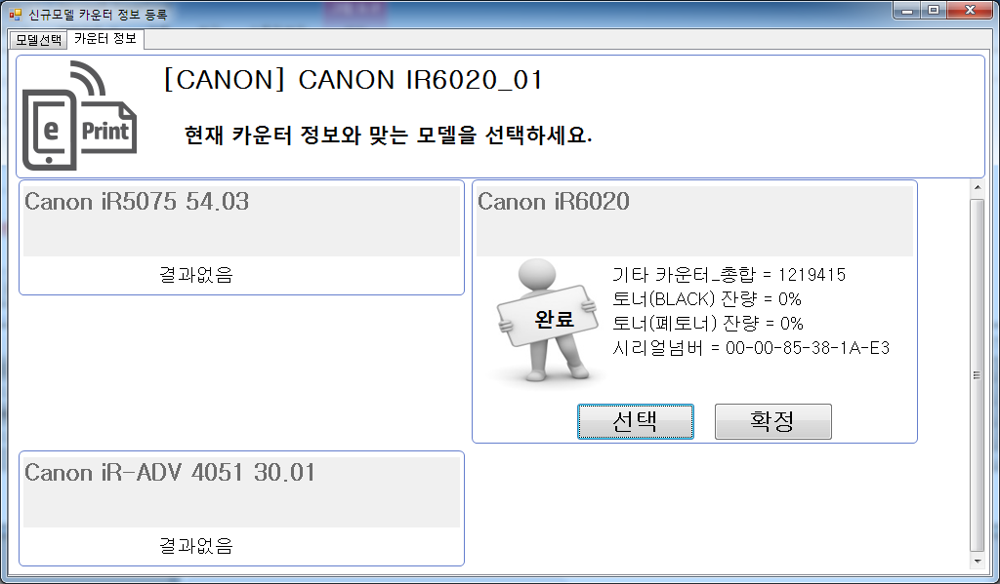 신규모델 카운터 정보 등록
모델선택
카운터 정보
e Print
[CANON] CANON IR6020_01
현재 카운터 정보와 맞는 모델을 선택하세요.
Canon iR5075 54.03
결과없음
Canon iR6020
완료
기타 카운터_총합 = 1219415
토너(BLACK) 잔량 = 0%
토너(폐토너) 잔량 = 0%
시리얼넘버 = 00-00-85-38-1A-E3
선택
확정
Canon iR-ADV 4051 30.01
결과없음